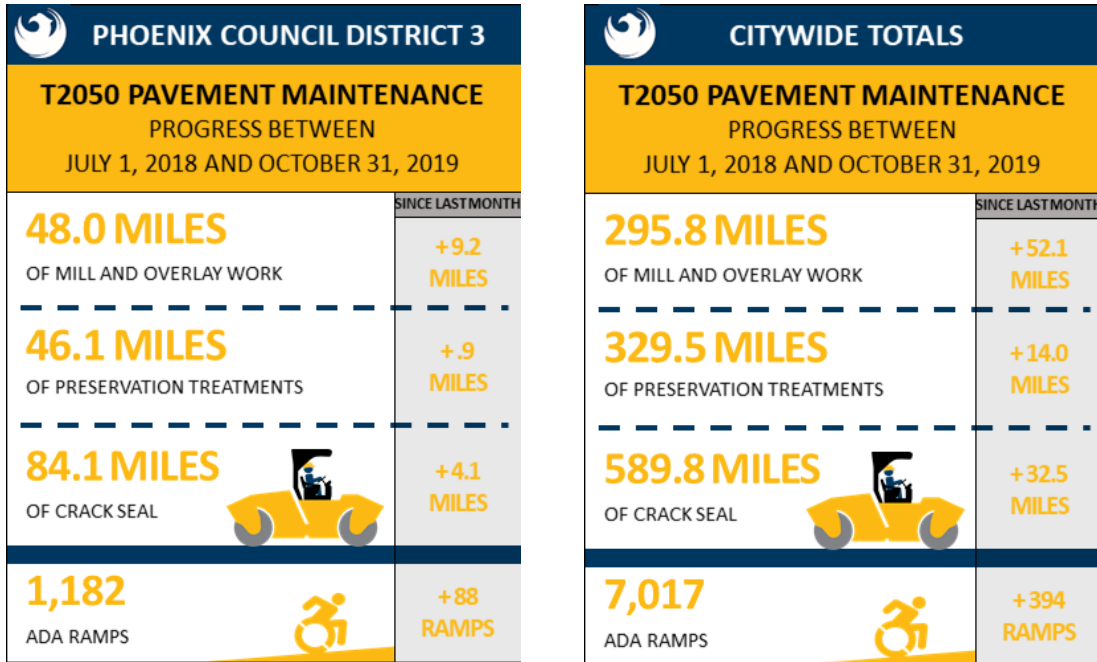 PHOENIX COUNCIL DISTRICT 3
T2050 PAVEMENT MAINTENANCE
PROGRESS BETWEEN
JULY 1, 2018 AND OCTOBER 31, 2019
SINCE LAST MONTH
48.0 MILES
OF MILL AND OVERLAY WORK
+9.2
MILES
46.1 MILES
OF PRESERVATION TREATMENTS
+.9
MILES
84.1 MILES
OF CRACK SEAL
+4.1
MILES
1,182
ADA RAMPS
+88
RAMPS
CITYWIDE TOTALS
T2050 PAVEMENT MAINTENANCE
PROGRESS BETWEEN
JULY 1, 2018 AND OCTOBER 31, 2019
SINCE LAST MONTH
295.8 MILES
OF MILL AND OVERLAY WORK
+52.1
MILES
329.5 MILES
OF PRESERVATION TREATMENTS
+14.0
MILES
589.8 MILES
OF CRACK SEAL
+32.5
MILES
7,017
ADA RAMPS
+394
RAMPS